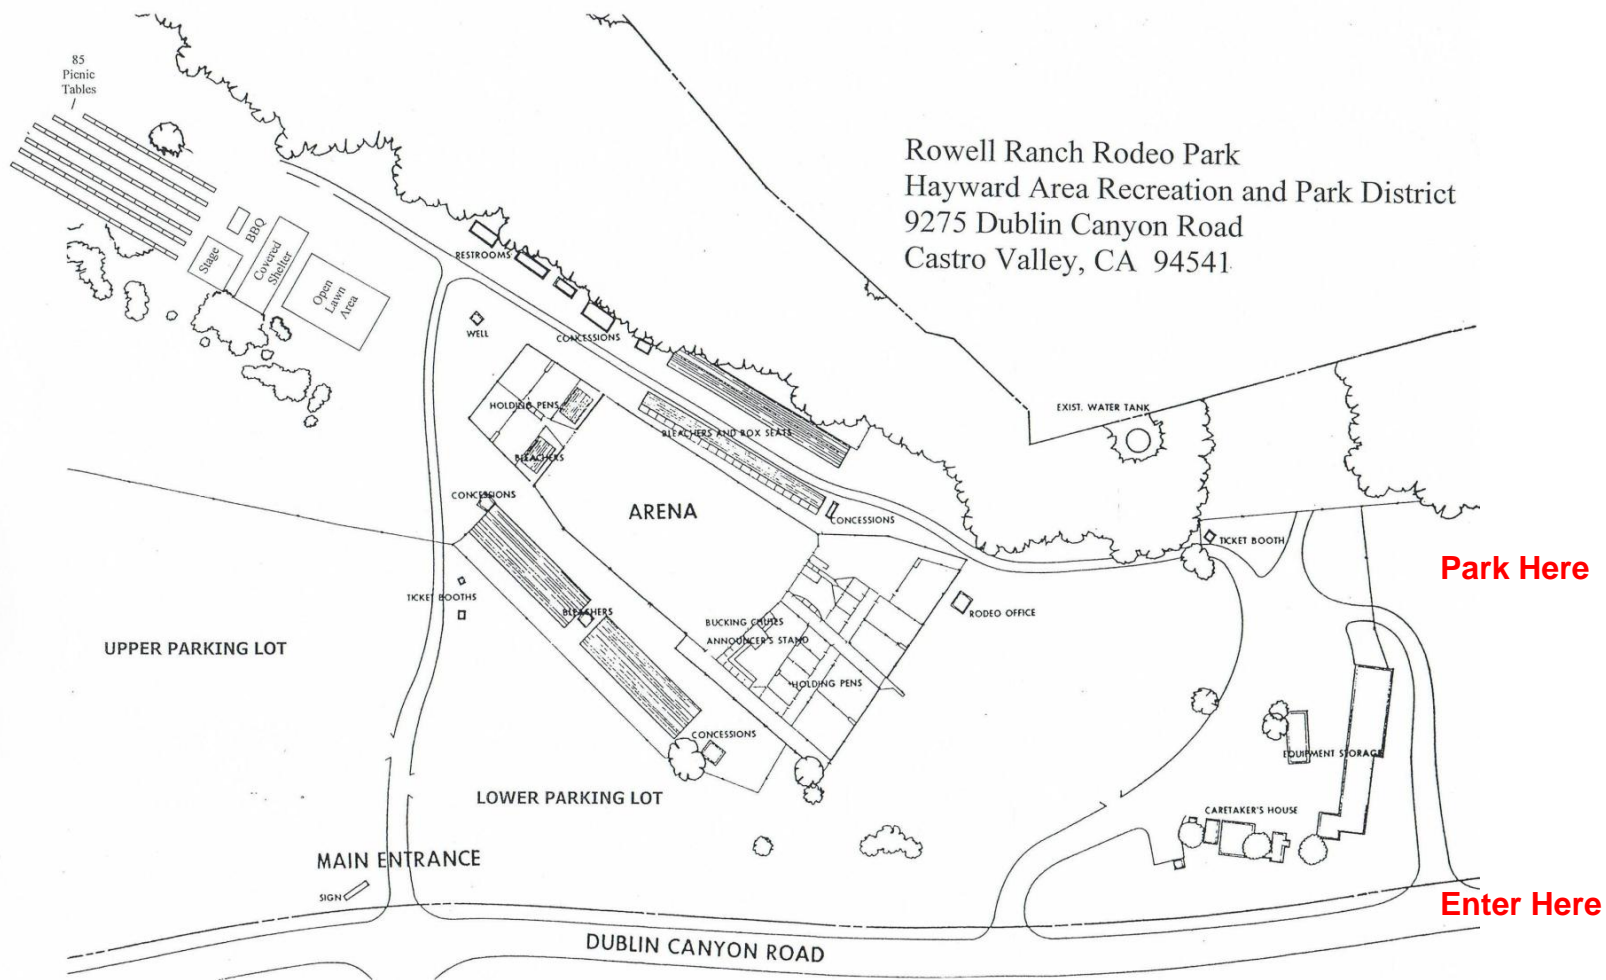 85
Picnic
Tables
Rowell Ranch Rodeo Park
Hayward Area Recreation and Park District
9275 Dublin Canyon Road
Castro Valley, CA 94541
BBQ
Stage
Covered
Shelter
Open
Lawn
Area
RESTROOMS
WELL
CONCESSIONS
HOLDING PENS
BLEACHERS
BLEACHERS AND BOX SEATS
EXIST. WATER TANK
CONCESSIONS
ARENA
CONCESSIONS
TICKET BOOTH
Park Here
TICKET BOOTHS
BLEACHERS
RODEO OFFICE
BUCKING CHUTES
ANNOUNCER'S STAND
UPPER PARKING LOT
HOLDING PENS
CONCESSIONS
EQUIPMENT STORAGE
LOWER PARKING LOT
CARETAKER'S HOUSE
MAIN ENTRANCE
SIGN
Enter Here
DUBLIN CANYON ROAD